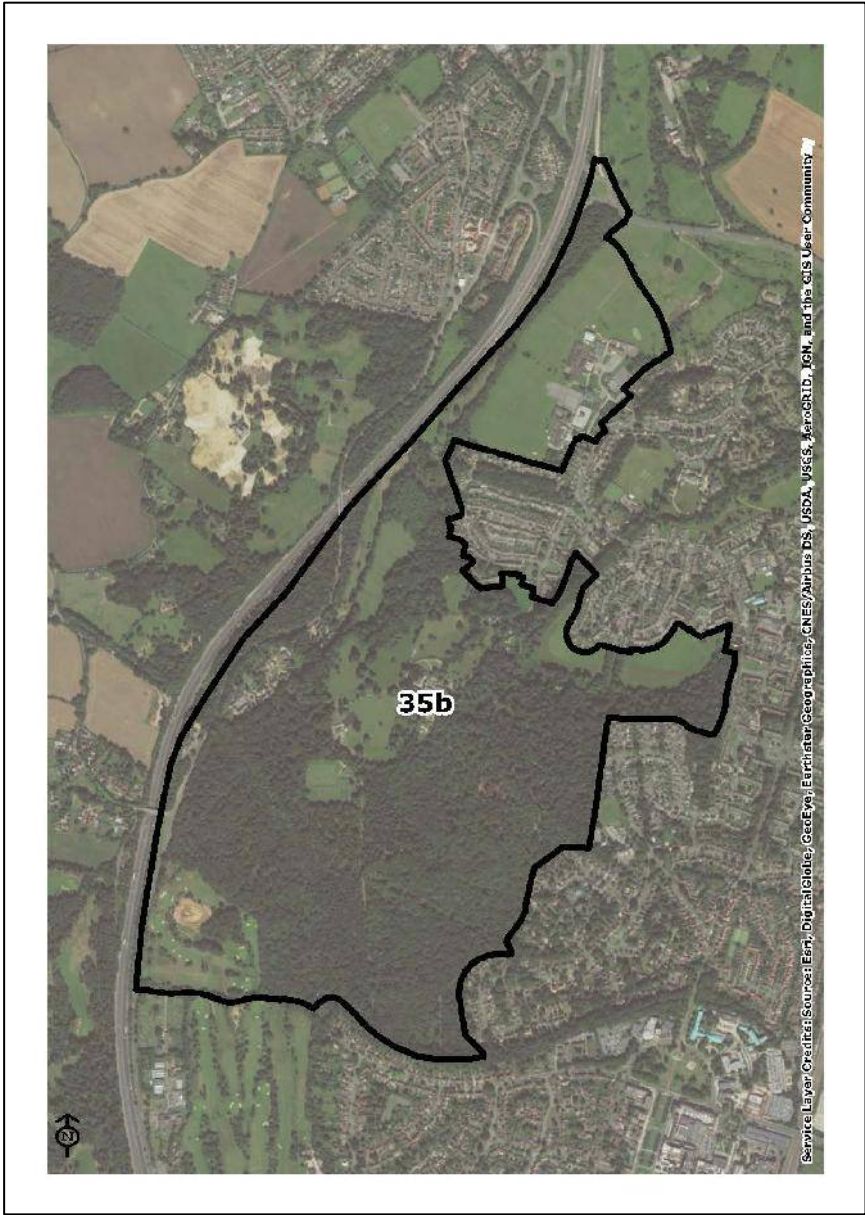 35b
Service Layer Credits: Source: Esri, DigitalGlobe, GeoEye, Earthstar Geographics, CNES/Airbus DS, USDA, USGS, AeroGRID, IGN, and the GIS User Community
N